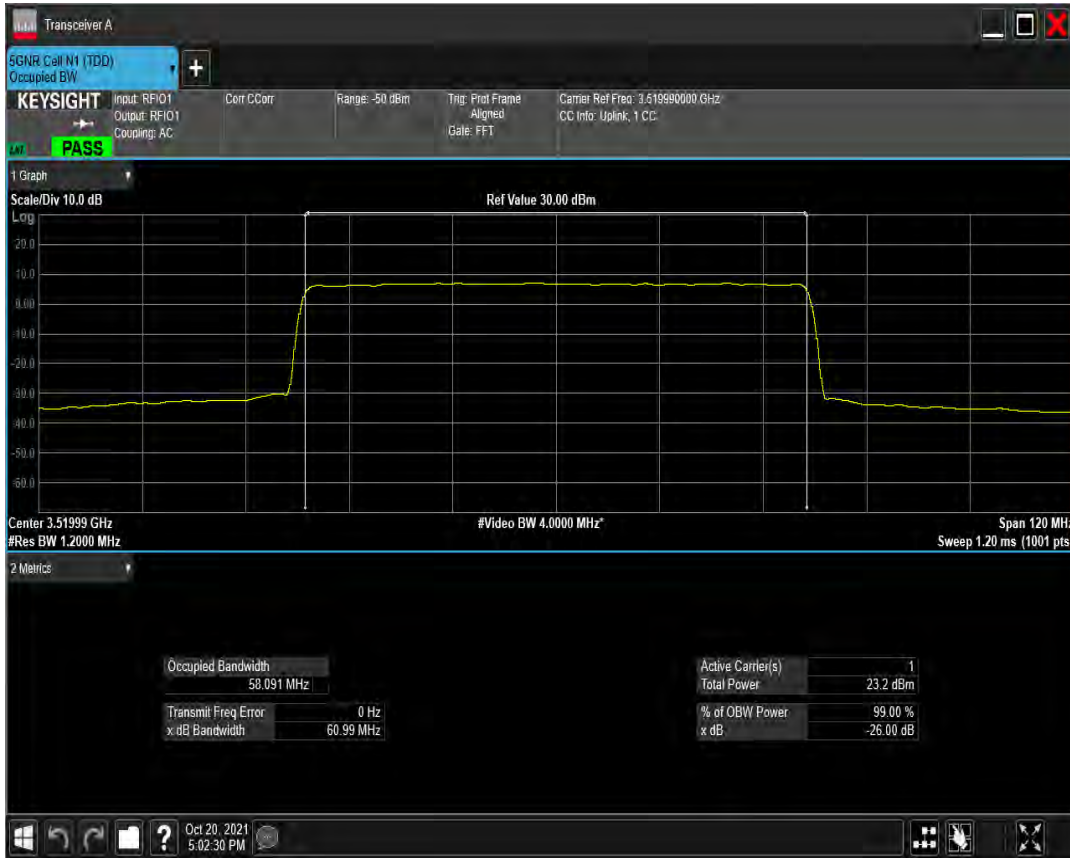 Transceiver A
5GNR Cell N1 (TDD)
Occupied BW
+
KEYSIGHT
PASS
Input: RFIO1
Output: RFIO1
Coupling: AC
Corr CCorr
Range: -50 dBm
Trig: Prot Frame
Aligned
Gate: FFT
Carrier Ref Freq: 3.519990000 GHz
CC Info: Uplink, 1 CC
1 Graph
Scale/Div 10.0 dB
Ref Value 30.00 dBm
Log
20.0
10.0
0.00
-10.0
-20.0
-30.0
-40.0
-50.0
-60.0
Center 3.51999 GHz
#Video BW 4.0000 MHz*
Span 120 MHz
#Res BW 1.2000 MHz
Sweep 1.20 ms (1001 pts
2 Metrics
Occupied Bandwidth
58.091 MHz
Transmit Freq Error 0 Hz
x dB Bandwidth 60.99 MHz
Active Carrier(s) 1
Total Power 23.2 dBm
% of OBW Power 99.00 %
x dB -26.00 dB
?
Oct 20, 2021
5:02:30 PM